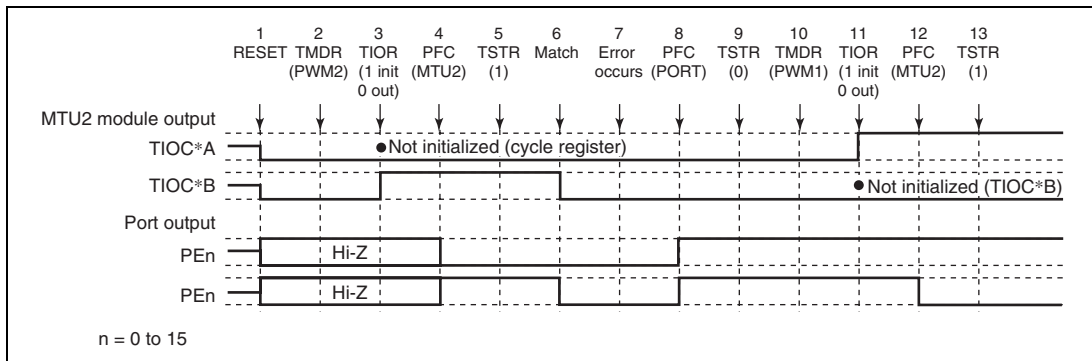 1 2 3 4 5 6 7 8 9 10 11 12 13
RESET TMDR TIOR PFC TSTR Match Error PFC TSTR TMDR TIOR PFC TSTR
(PWM2) (1 init (MTU2) (1) occurs (PORT) (0) (PWM1) (1 init (MTU2) (1)
0 out) 0 out)
MTU2 module output
TIOC*A ●Not initialized (cycle register)
TIOC*B ● Not initialized (TIOC*B)
Port output
PEn Hi-Z
PEn Hi-Z
n = 0 to 15